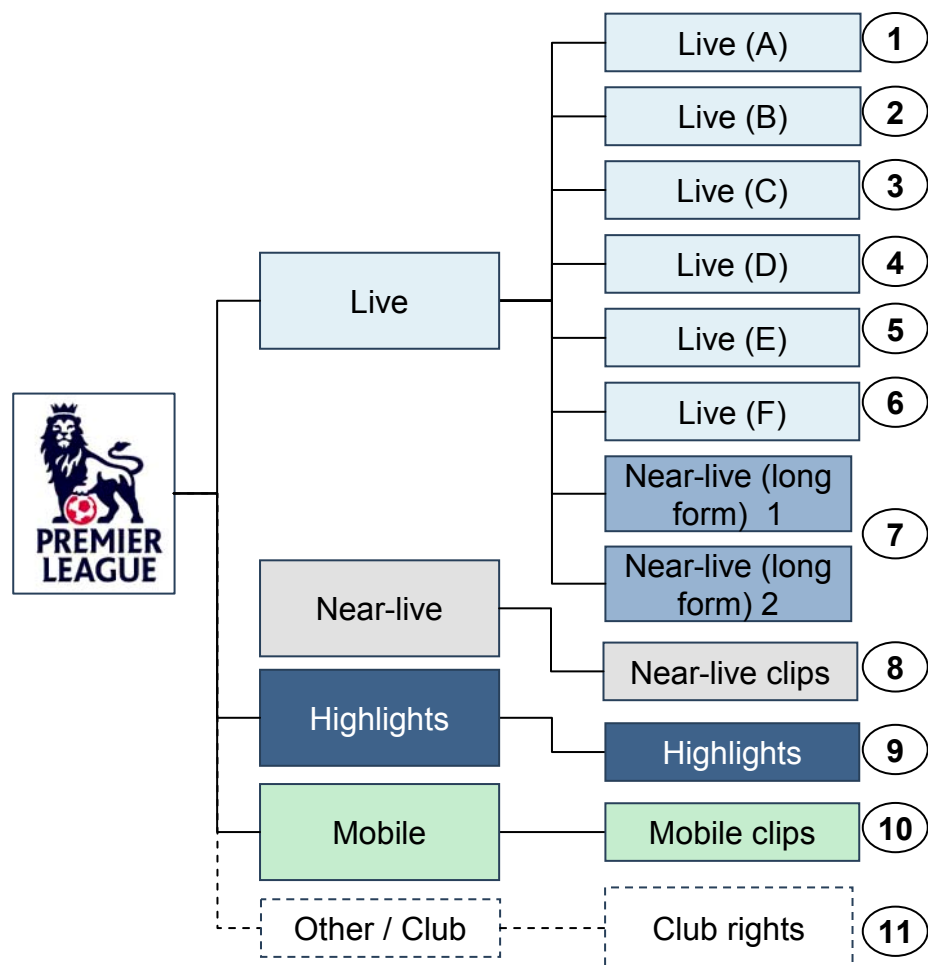 Live (A)
1
Live (B)
2
Live (C)
3
Live (D)
4
Live
Live (E)
5
Live (F)
6
PREMIER
LEAGUE
Near-live (long
form) 1
7
Near-live (long
form) 2
Near-live
Near-live clips
8
Highlights
Highlights
9
Mobile
Mobile clips
10
Other / Club
Club rights
11